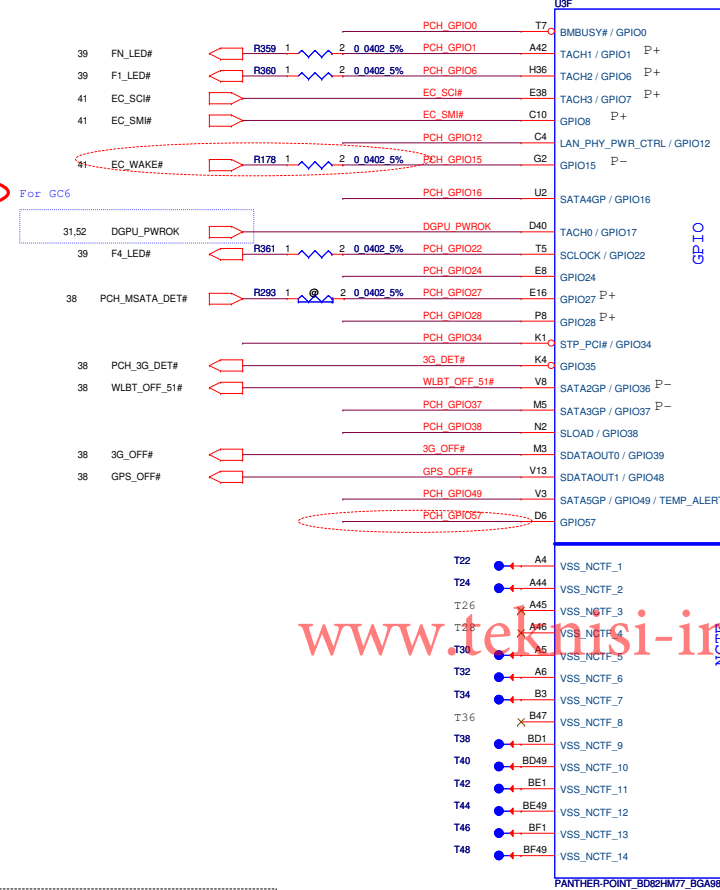 U3F
PCH_GPIO0 T7 BMBUSY# / GPIO0
39 FN_LED# R359 1 2 0_0402_5% PCH_GPIO1 A42 TACH1 / GPIO1 P+
39 F1_LED# R360 1 2 0_0402_5% PCH_GPIO6 H36 TACH2 / GPIO6 P+
41 EC_SCI# EC_SCI# E38 TACH3 / GPIO7 P+
41 EC_SMI# EC_SMI# C10 GPIO8 P+
PCH_GPIO12 C4 LAN_PHY_PWR_CTRL / GPIO12
41 EC_WAKE# R178 1 2 0_0402_5% PCH_GPIO15 G2 GPIO15 P-
For GC6
PCH_GPIO16 U2 SATA4GP / GPIO16
31,52 DGPU_PWROK DGPU_PWROK D40 TACH0 / GPIO17
GPIO
39 F4_LED# R361 1 2 0_0402_5% PCH_GPIO22 T5 SCLOCK / GPIO22
PCH_GPIO24 E8 GPIO24
38 PCH_MSATA_DET# R293 1 @ 2 0_0402_5% PCH_GPIO27 E16 GPIO27 P+
PCH_GPIO28 P8 GPIO28 P+
PCH_GPIO34 K1 STP_PCI# / GPIO34
38 PCH_3G_DET# 3G_DET# K4 GPIO35
38 WLBT_OFF_51# WLBT_OFF_51# V8 SATA2GP / GPIO36 P-
PCH_GPIO37 M5 SATA3GP / GPIO37 P-
PCH_GPIO38 N2 SLOAD / GPIO38
38 3G_OFF# 3G_OFF# M3 SDATAOUT0 / GPIO39
38 GPS_OFF# GPS_OFF# V13 SDATAOUT1 / GPIO48
PCH_GPIO49 V3 SATA5GP / GPIO49 / TEMP_ALERT
PCH_GPIO57 D6 GPIO57
T22 A4 VSS_NCTF_1
T24 A44 VSS_NCTF_2
T26 A45 VSS_NCTF_3
T28 A46 VSS_NCTF_4
www.teknisi-in
NCTF
T30 A5 VSS_NCTF_5
T32 A6 VSS_NCTF_6
T34 B3 VSS_NCTF_7
T36 B47 VSS_NCTF_8
T38 BD1 VSS_NCTF_9
T40 BD49 VSS_NCTF_10
T42 BE1 VSS_NCTF_11
T44 BE49 VSS_NCTF_12
T46 BF1 VSS_NCTF_13
T48 BF49 VSS_NCTF_14
PANTHER-POINT_BD82HM77_BGA98